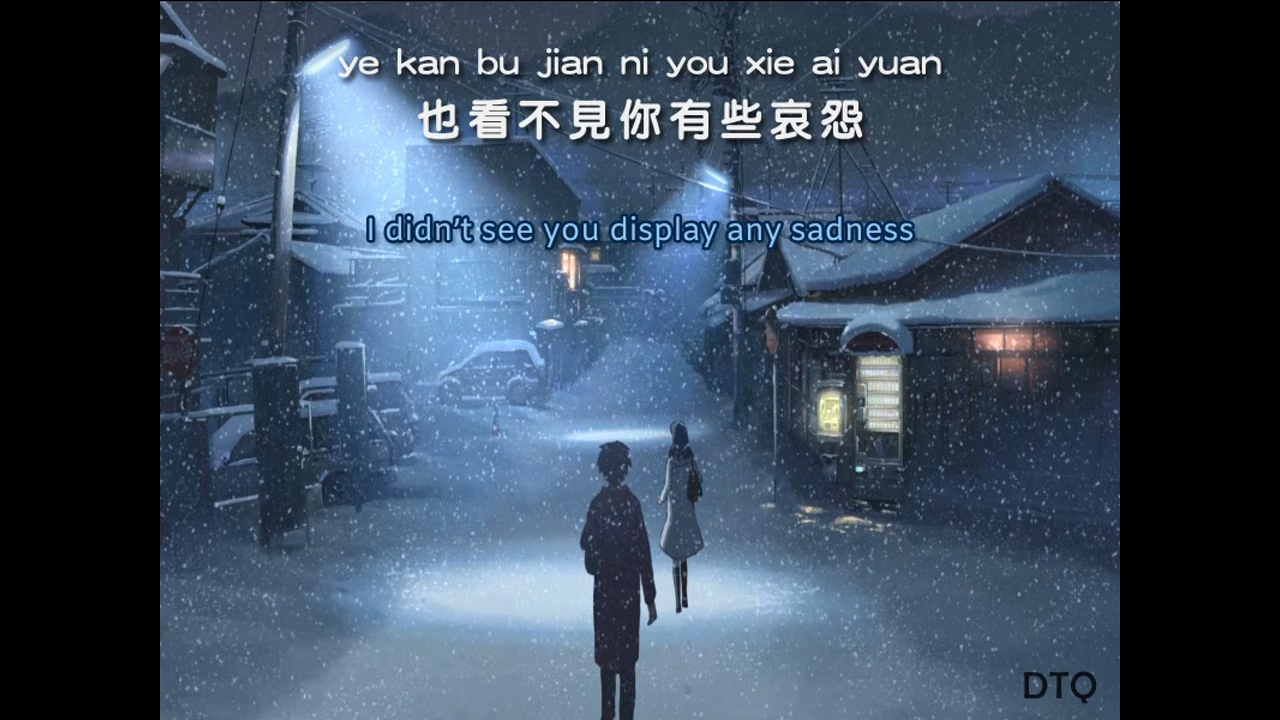 ye kan bu jian ni you xie ai yuan
也看不見你有些哀怨
I didn't see you display any sadness
DTQ